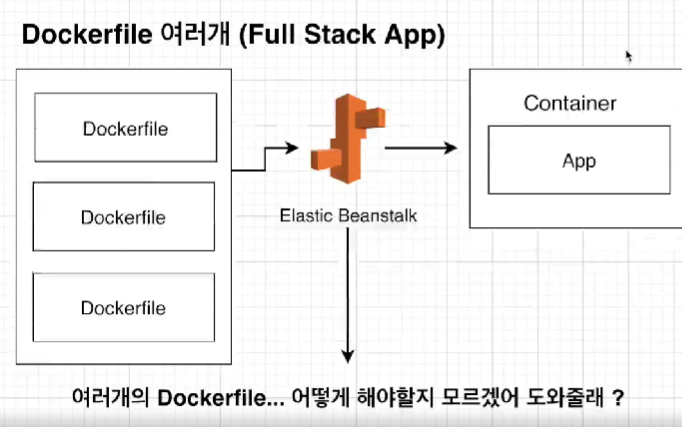 Dockerfile 여러개 (Full Stack App)
Dockerfile
Dockerfile
Dockerfile
Elastic Beanstalk
Container
App
여러개의 Dockerfile... 어떻게 해야할지 모르겠어 도와줄래 ?